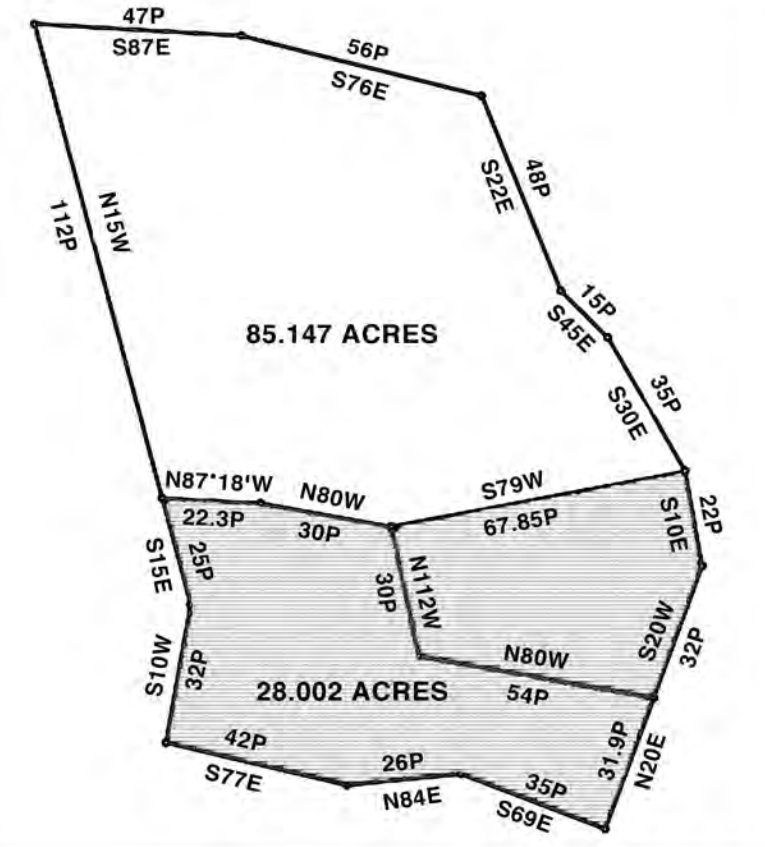 47P
S87E
56P
S76E
48P
S22E
N15W
112P
15P
S45E
85.147 ACRES
35P
S30E
N87°18'W
22.3P
N80W
30P
S79W
67.85P
22P
S10E
S15E
25P
30P
N112W
S20W
32P
S10W
32P
N80W
54P
28.002 ACRES
42P
S77E
26P
N84E
35P
S69E
31.9P
N20E